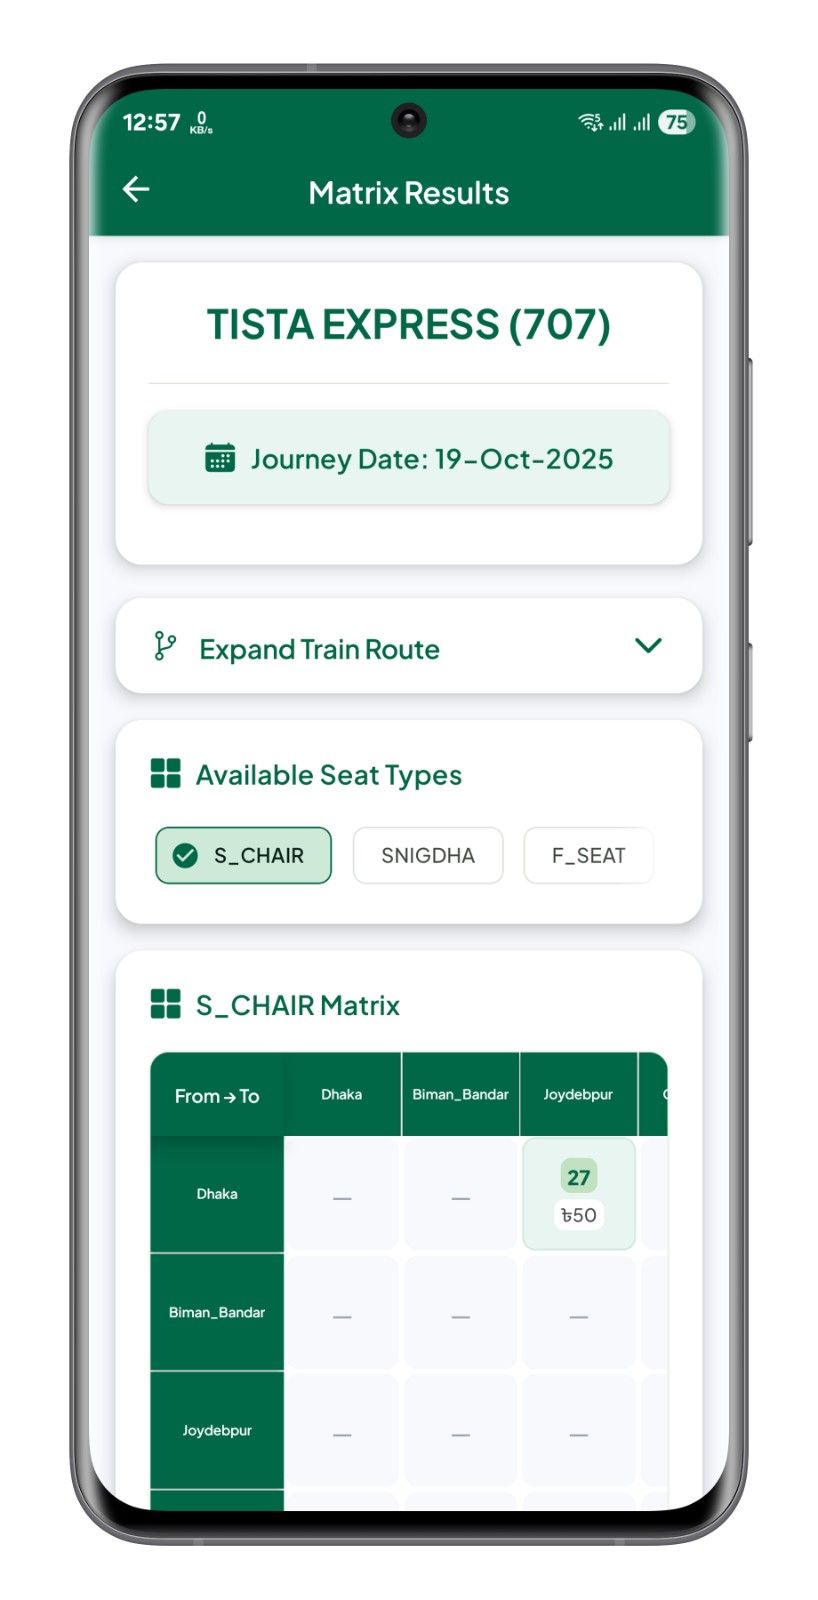 12:57 0 KB/s 5 75
Matrix Results
TISTA EXPRESS (707)
Journey Date: 19-Oct-2025
Expand Train Route
Available Seat Types
S_CHAIR SNIGDHA F_SEAT
S_CHAIR Matrix
From → To Dhaka Biman_Bandar Joydebpur
Dhaka — — 27
৳50
Biman_Bandar — — —
Joydebpur — — —